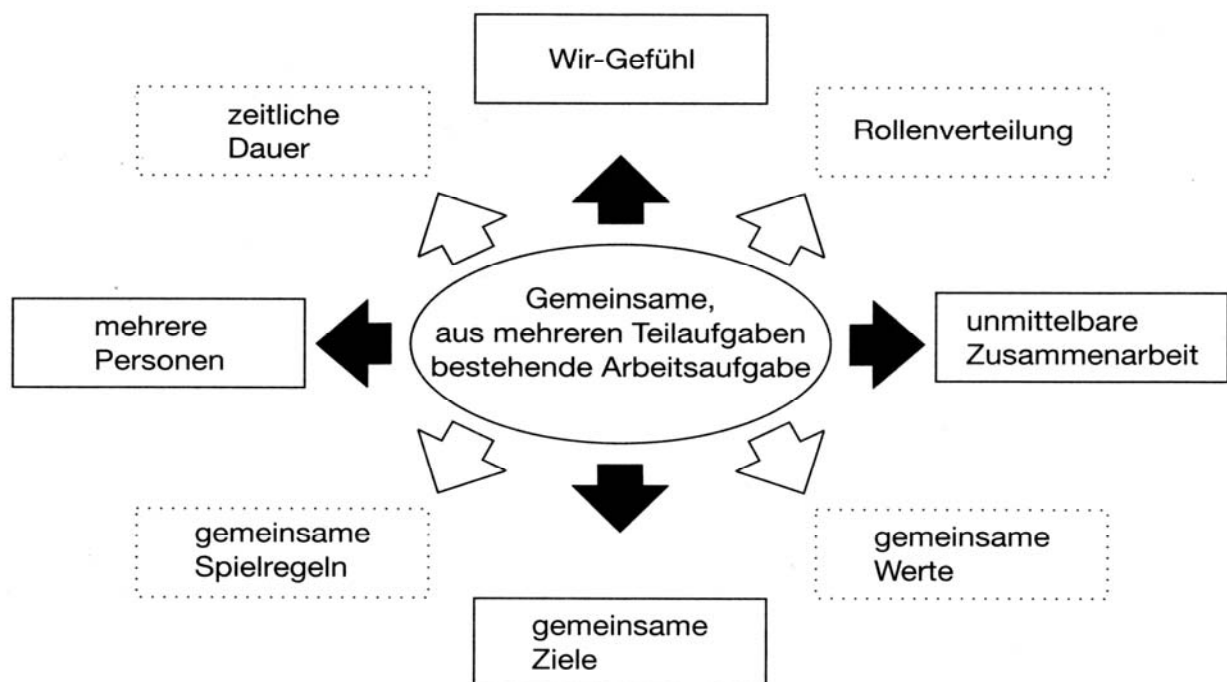 Wir-Gefühl
zeitliche
Dauer
Rollenverteilung
Gemeinsame,
aus mehreren Teilaufgaben
bestehende Arbeitsaufgabe
mehrere
Personen
unmittelbare
Zusammenarbeit
gemeinsame
Spielregeln
gemeinsame
Werte
gemeinsame
Ziele